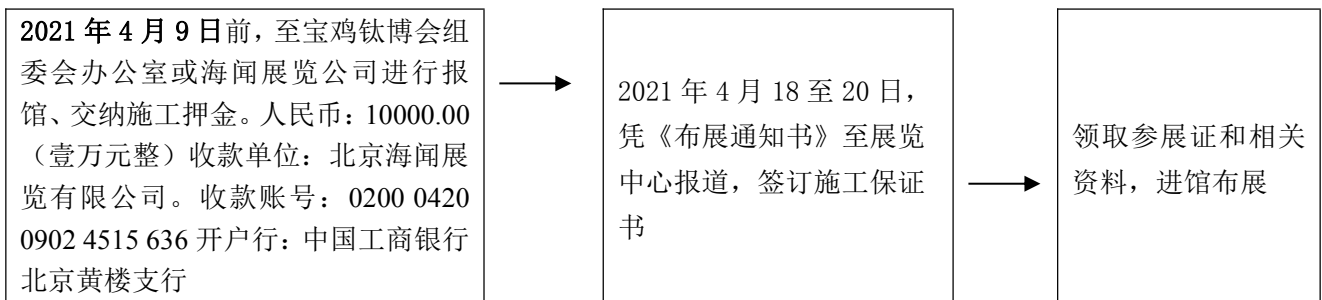 2021 年 4 月 9 日前，至宝鸡钛博会组
委会办公室或海闻展览公司进行报
馆、交纳施工押金。人民币：10000.00
（壹万元整）收款单位：北京海闻展
览有限公司。收款账号：0200 0420
0902 4515 636 开户行：中国工商银行
北京黄楼支行
2021 年 4 月 18 至 20 日，
凭《布展通知书》至展览
中心报道，签订施工保证
书
领取参展证和相关
资料，进馆布展